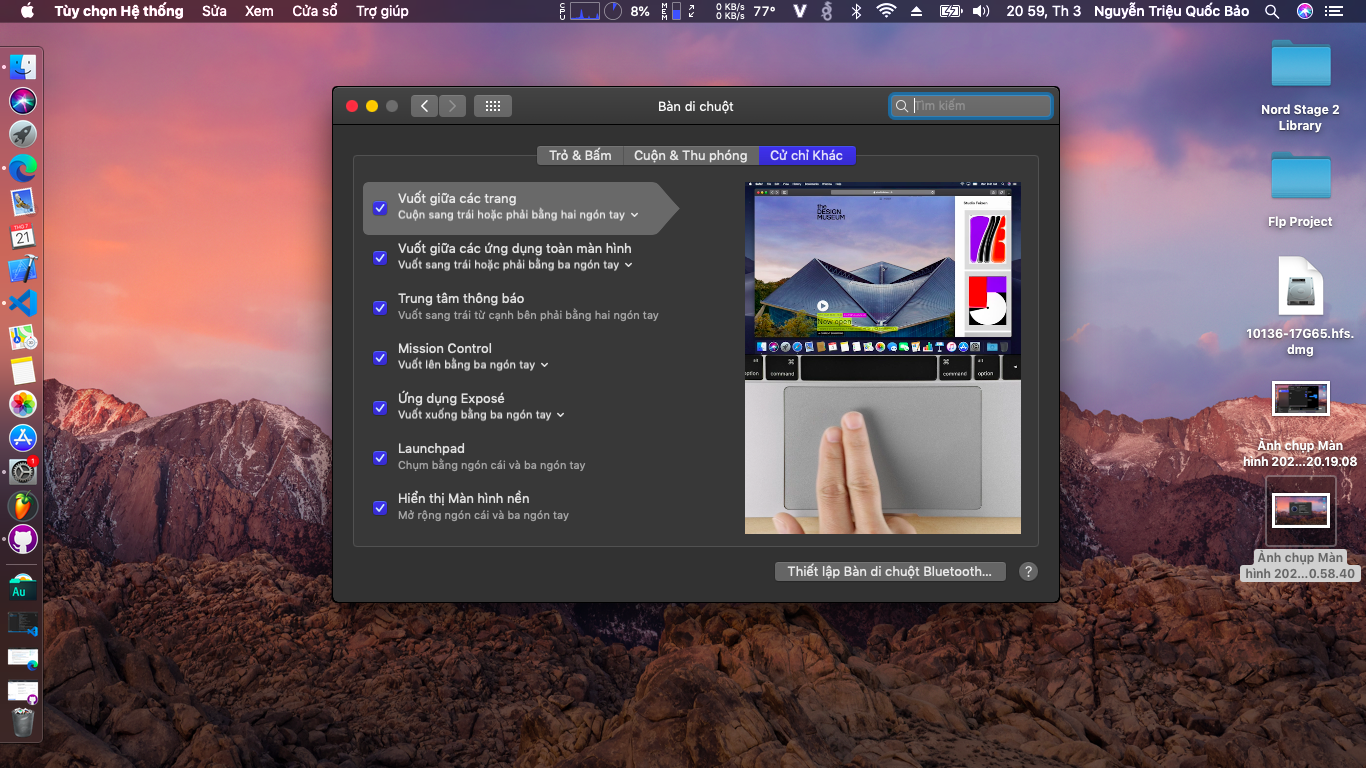 Tùy chọn Hệ thống Sửa Xem Cửa sổ Trợ giúp
CPU 8% MEM 0 KB/s 77° V 20 59, Th 3 Nguyễn Triệu Quốc Bảo
0 KB/s
Bàn di chuột
Tìm kiếm
Trỏ & Bấm Cuộn & Thu phóng Cử chỉ Khác
Vuốt giữa các trang
Cuộn sang trái hoặc phải bằng hai ngón tay
Vuốt giữa các ứng dụng toàn màn hình
Vuốt sang trái hoặc phải bằng ba ngón tay
Trung tâm thông báo
Vuốt sang trái từ cạnh bên phải bằng hai ngón tay
Mission Control
Vuốt lên bằng ba ngón tay
Ứng dụng Exposé
Vuốt xuống bằng ba ngón tay
Launchpad
Chụm bằng ngón cái và ba ngón tay
Hiển thị Màn hình nền
Mở rộng ngón cái và ba ngón tay
the
DESIGN
MUSEUM
Now open
option command command option
Thiết lập Bàn di chuột Bluetooth... ?
Nord Stage 2
Library
Flp Project
10136-17G65.hfs.
dmg
Ảnh chụp Màn
hình 202...20.19.08
Ảnh chụp Màn
hình 202...0.58.40
THG 7
21
1
Au